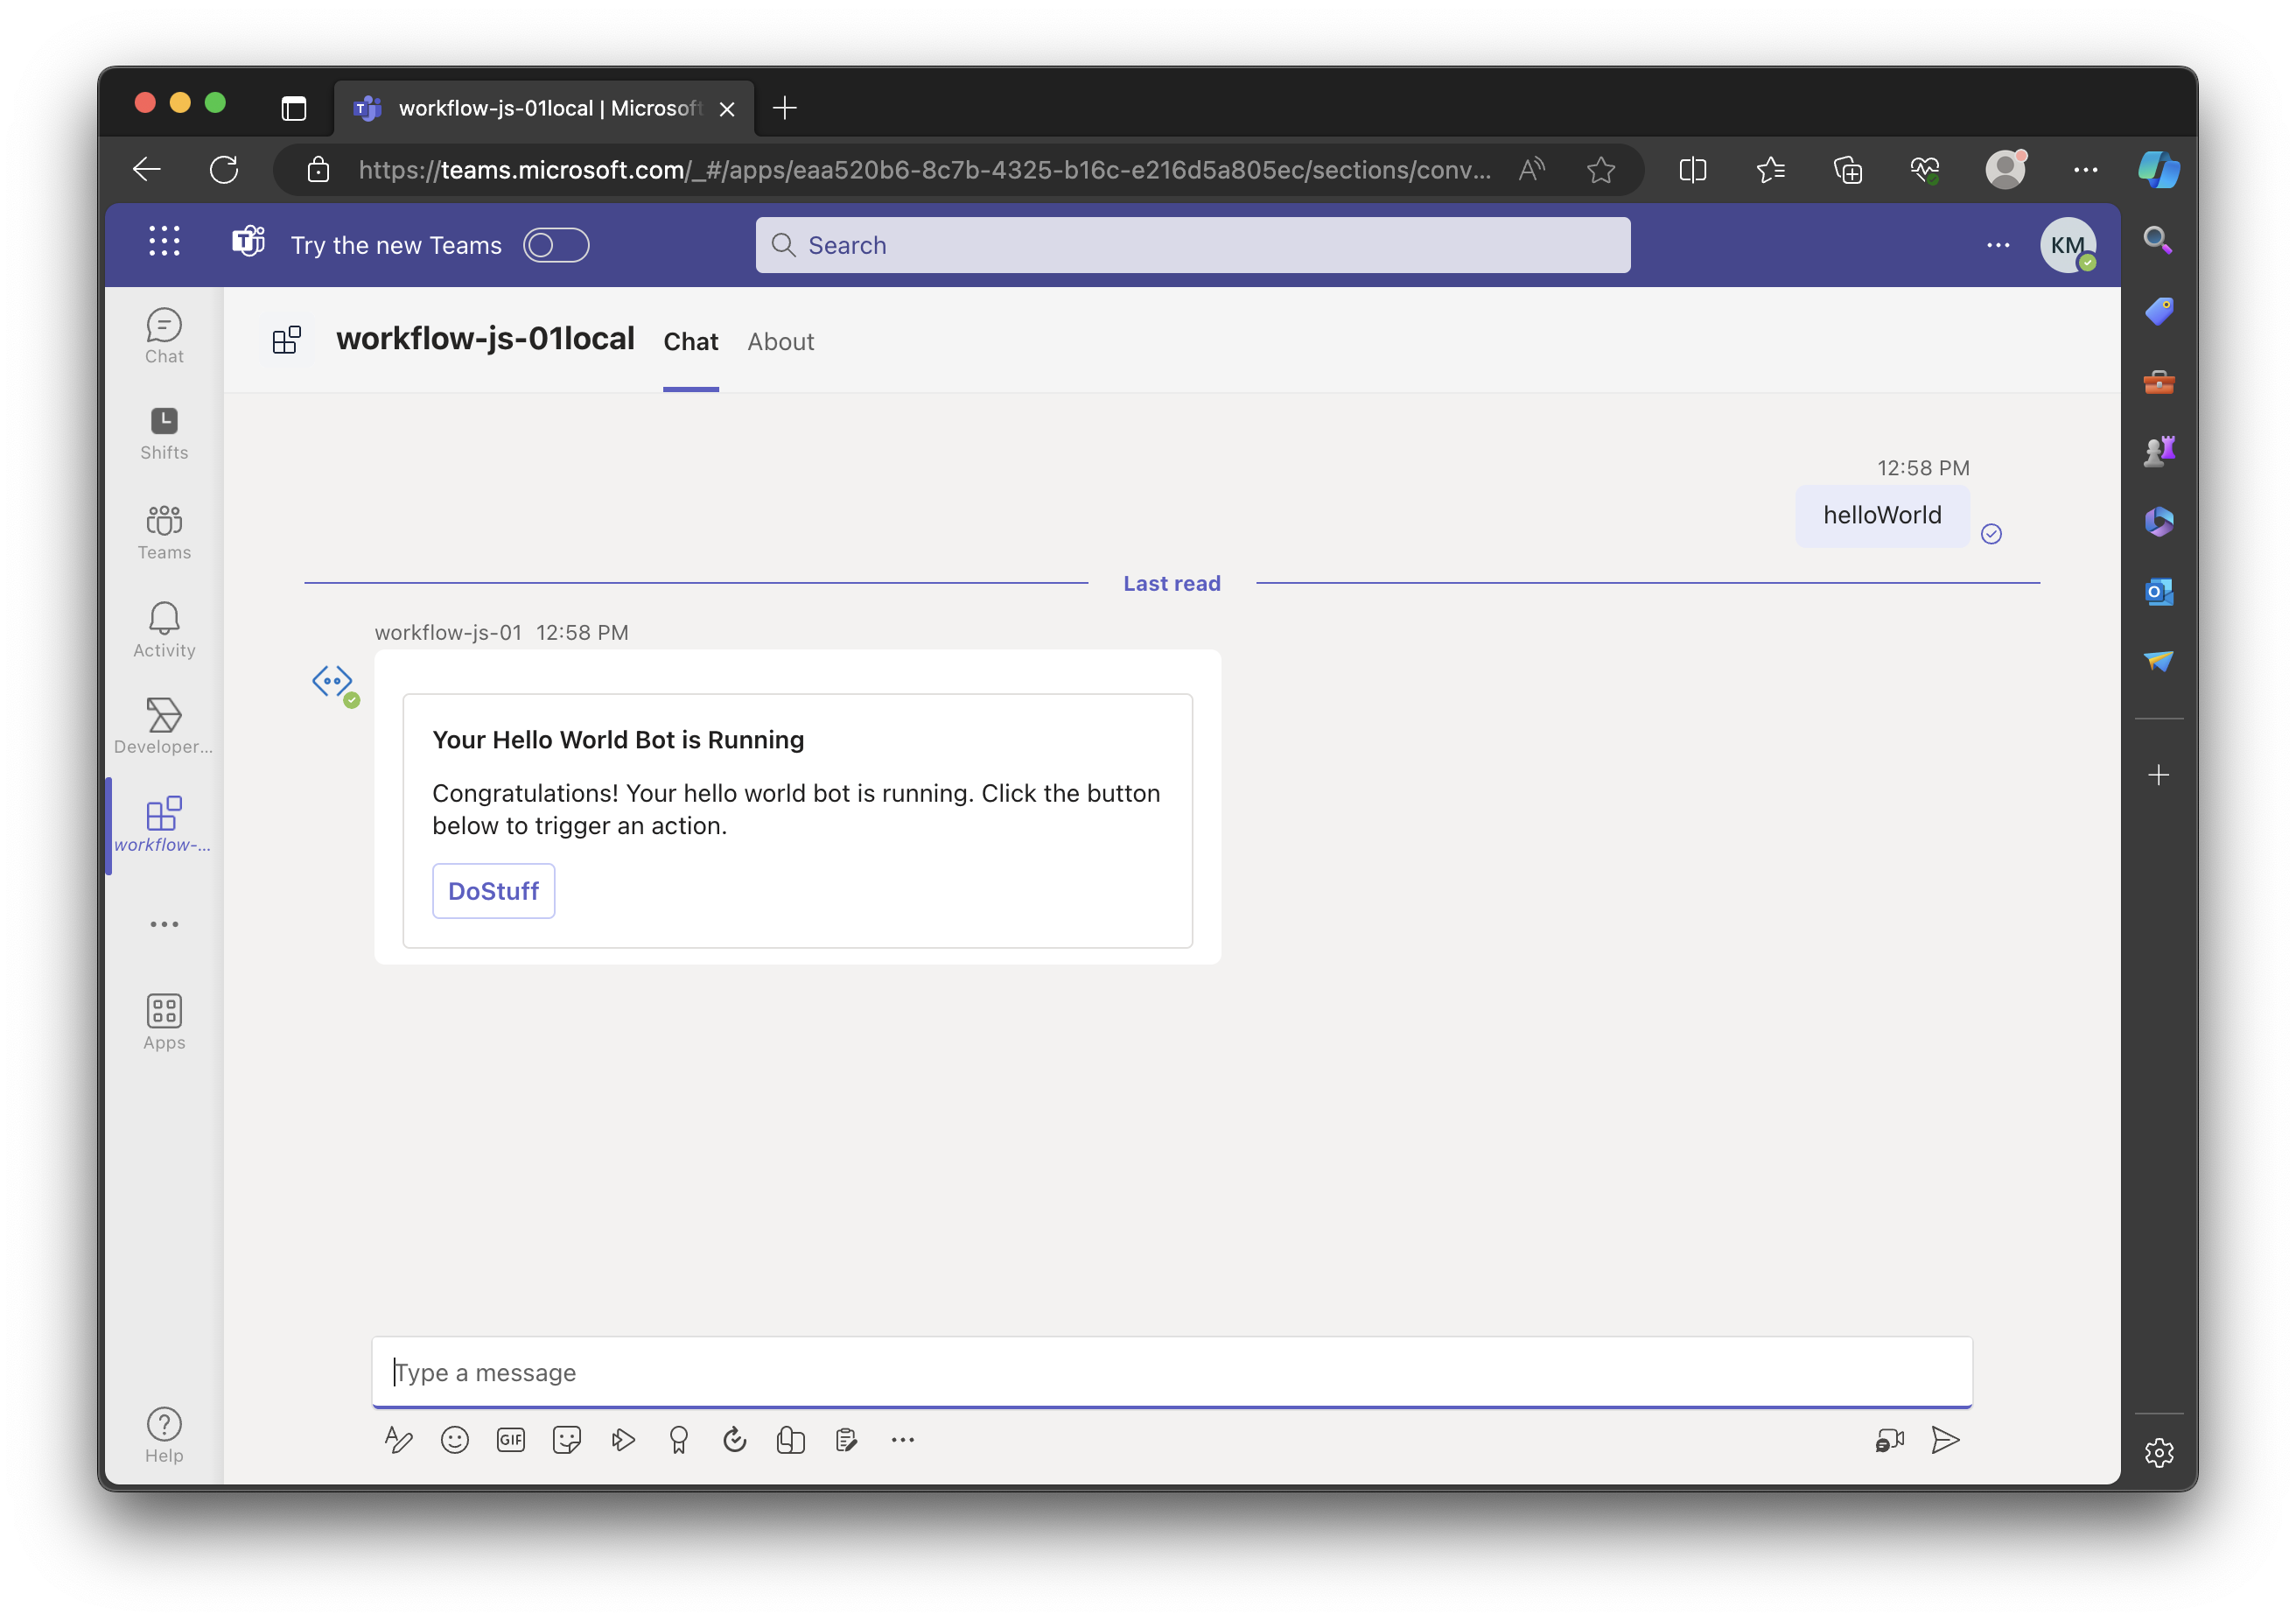 workflow-js-01local | Microsoft
https://teams.microsoft.com/_#/apps/eaa520b6-8c7b-4325-b16c-e216d5a805ec/sections/conv...
Try the new Teams
Search
KM
Chat
Shifts
Teams
Activity
Developer...
workflow-...
Apps
Help
workflow-js-01local
Chat
About
12:58 PM
helloWorld
Last read
workflow-js-01 12:58 PM
Your Hello World Bot is Running
Congratulations! Your hello world bot is running. Click the button
below to trigger an action.
DoStuff
Type a message
GIF